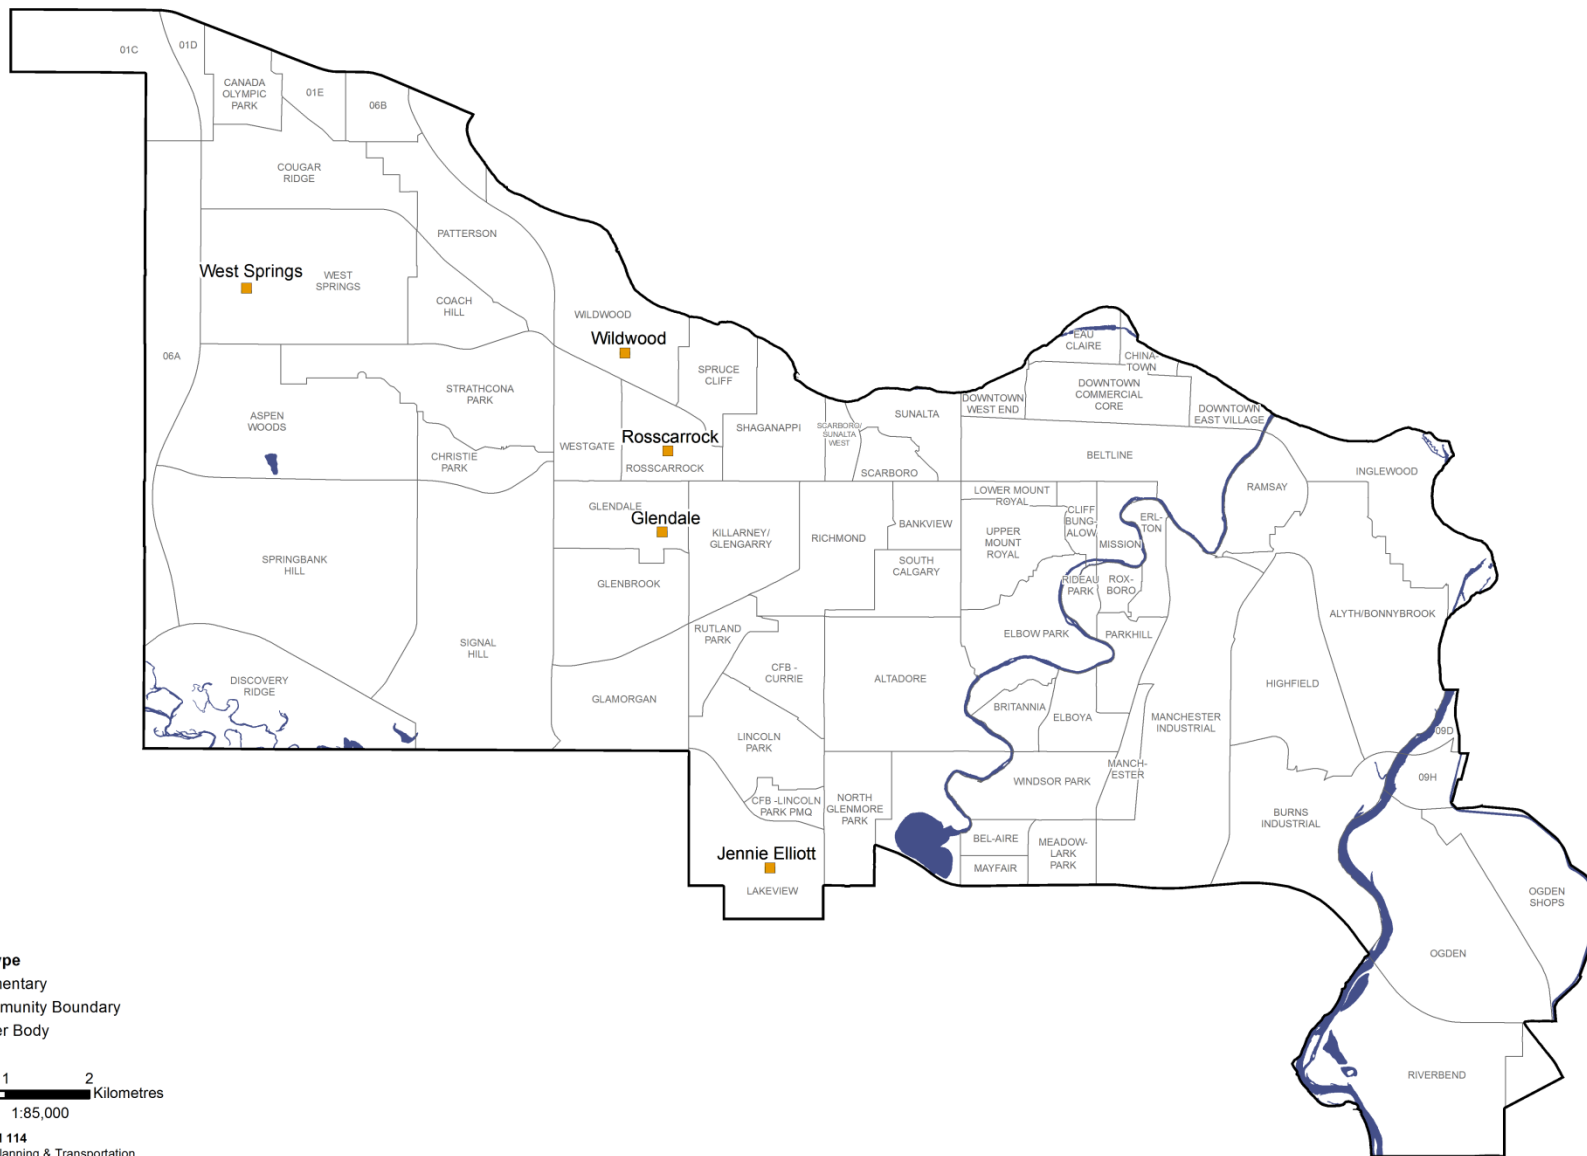 01C
01D
CANADA
OLYMPIC
PARK
01E
06B
COUGAR
RIDGE
PATTERSON
West Springs
WEST
SPRINGS
COACH
HILL
WILDWOOD
Wildwood
06A
SPRUCE
CLIFF
EAU
CLAIRE
CHINA-
TOWN
STRATHCONA
PARK
ASPEN
WOODS
CHRISTIE
PARK
WESTGATE
Rosscarrock
ROSSCARROCK
SHAGANAPPI
SCARBORO/
SUNALTA
WEST
SUNALTA
SCARBORO
DOWNTOWN
WEST END
DOWNTOWN
COMMERCIAL
CORE
DOWNTOWN
EAST VILLAGE
BELTLINE
RAMSAY
INGLEWOOD
GLENDALE
Glendale
KILLARNEY/
GLENGARRY
RICHMOND
BANKVIEW
LOWER MOUNT
ROYAL
UPPER
MOUNT
ROYAL
CLIFF
BUNG-
ALOW
MISSION
ERL-
TON
SPRINGBANK
HILL
GLENBROOK
SOUTH
CALGARY
RIDEAU
PARK
ROX-
BORO
ALYTH/BONNYBROOK
SIGNAL
HILL
RUTLAND
PARK
ELBOW PARK
PARKHILL
CFB -
CURRIE
ALTADORE
DISCOVERY
RIDGE
GLAMORGAN
BRITANNIA
ELBOYA
MANCHESTER
INDUSTRIAL
HIGHFIELD
LINCOLN
PARK
09D
WINDSOR PARK
MANCH-
ESTER
09H
CFB -LINCOLN
PARK PMQ
NORTH
GLENMORE
PARK
BURNS
INDUSTRIAL
BEL-AIRE
MEADOW-
LARK
PARK
MAYFAIR
Jennie Elliott
LAKEVIEW
OGDEN
SHOPS
OGDEN
RIVERBEND
1 2
Kilometres
1:85,000
114
Transportation